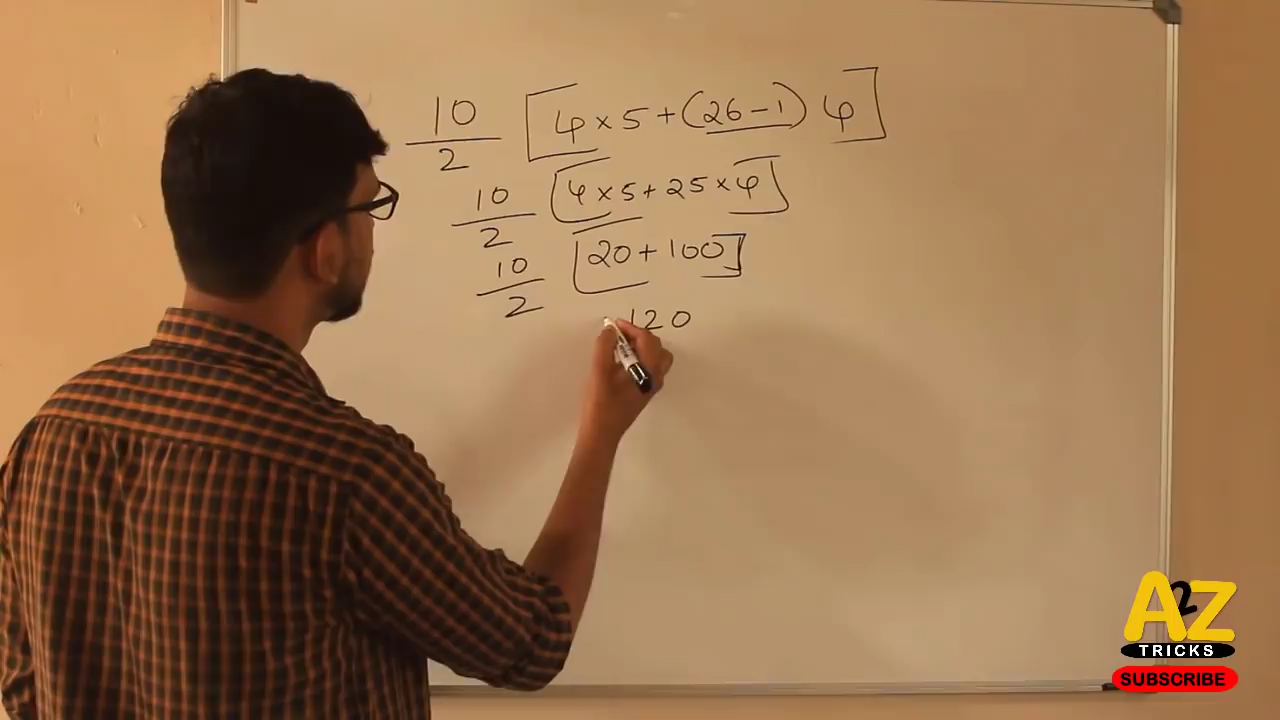 10/2 [4×5+(26-1) 4]
10/2 [4×5+25×4]
10/2 [20+100]
120
A2Z
TRICKS
SUBSCRIBE